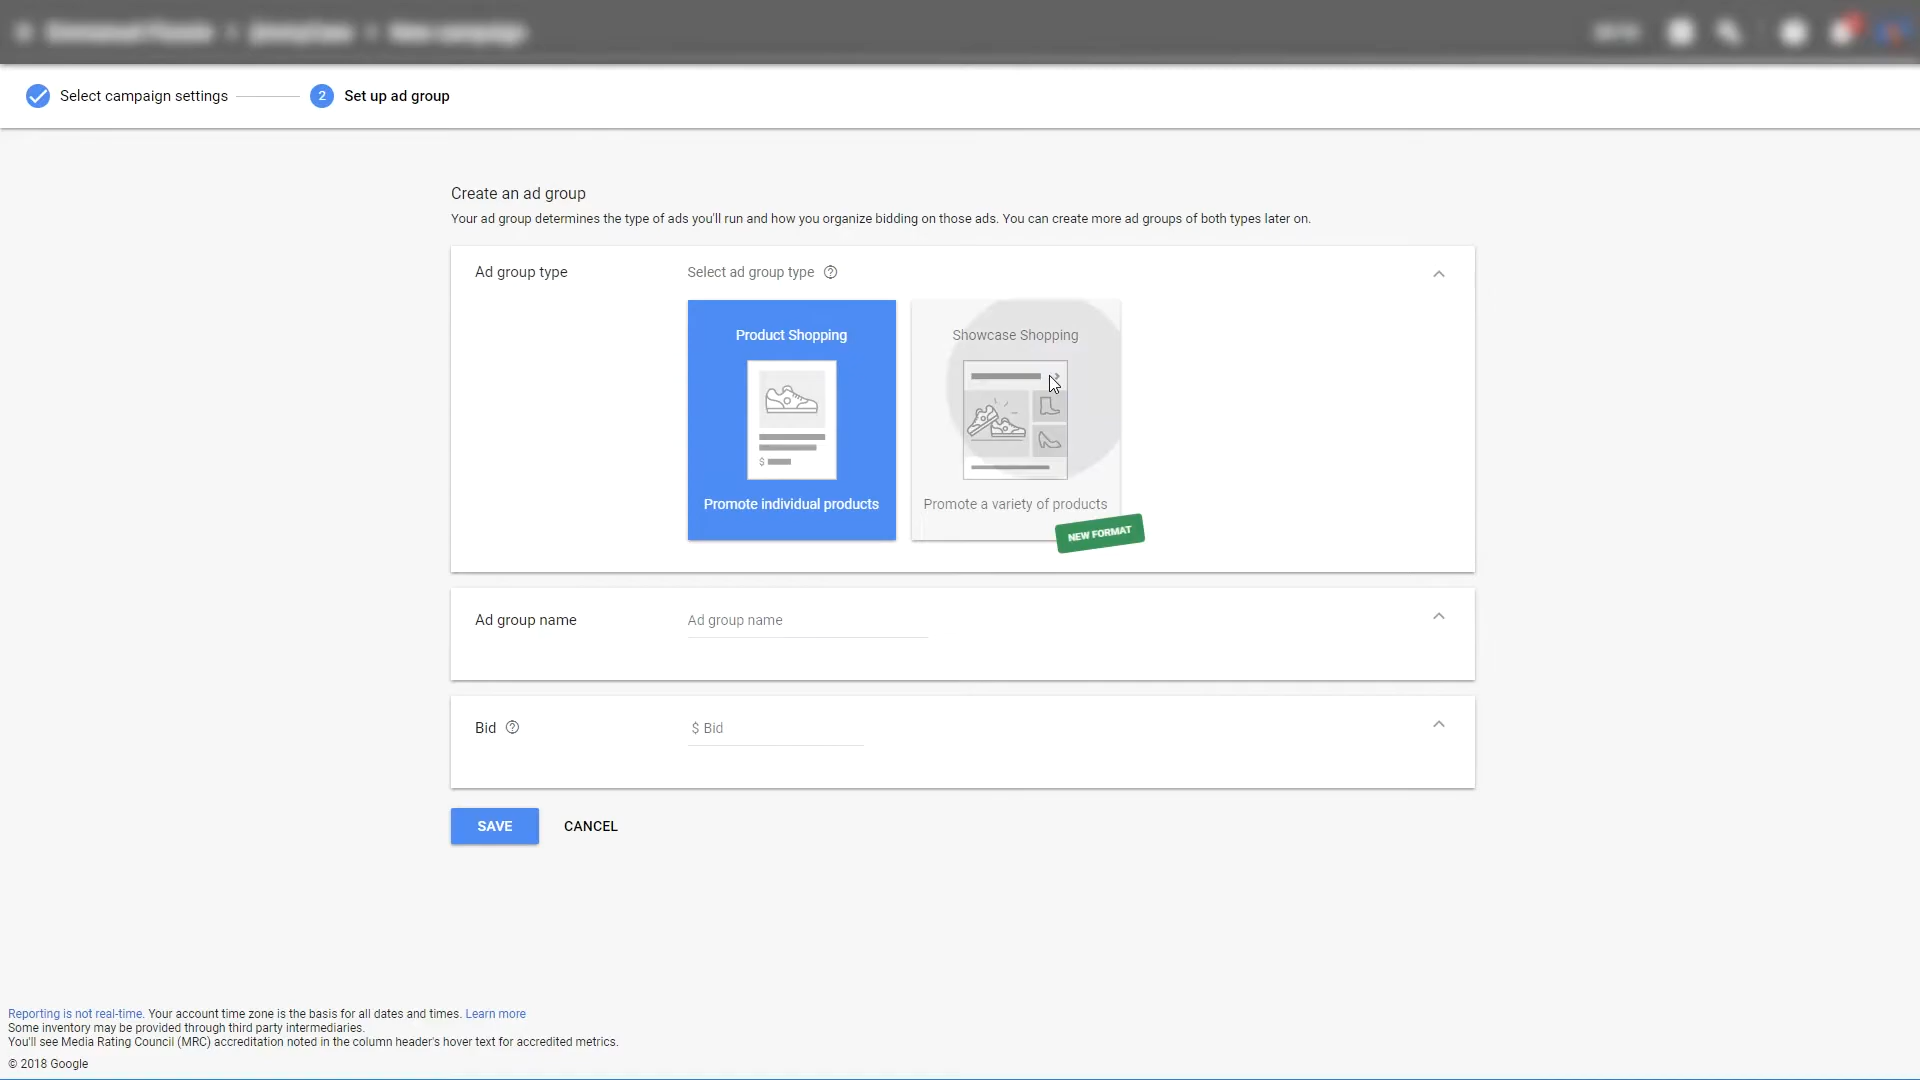 Select campaign settings
2
Set up ad group
Create an ad group
Your ad group determines the type of ads you'll run and how you organize bidding on those ads. You can create more ad groups of both types later on.
Ad group type
Select ad group type
Product Shopping
$
Promote individual products
Showcase Shopping
Promote a variety of products
NEW FORMAT
Ad group name
Ad group name
Bid
$ Bid
SAVE
CANCEL
Reporting is not real-time. Your account time zone is the basis for all dates and times. Learn more
Some inventory may be provided through third party intermediaries.
You'll see Media Rating Council (MRC) accreditation noted in the column header's hover text for accredited metrics.
© 2018 Google